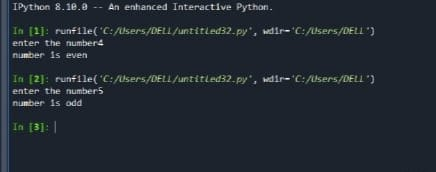 IPython 8.10.0 -- An enhanced Interactive Python.
In [1]: runfile('C:/Users/DELL/untitled32.py', wdir='C:/Users/DELL')
enter the number4
number is even
In [2]: runfile('C:/Users/DELL/untitled32.py', wdir='C:/Users/DELL')
enter the number5
number is odd
In [3]: